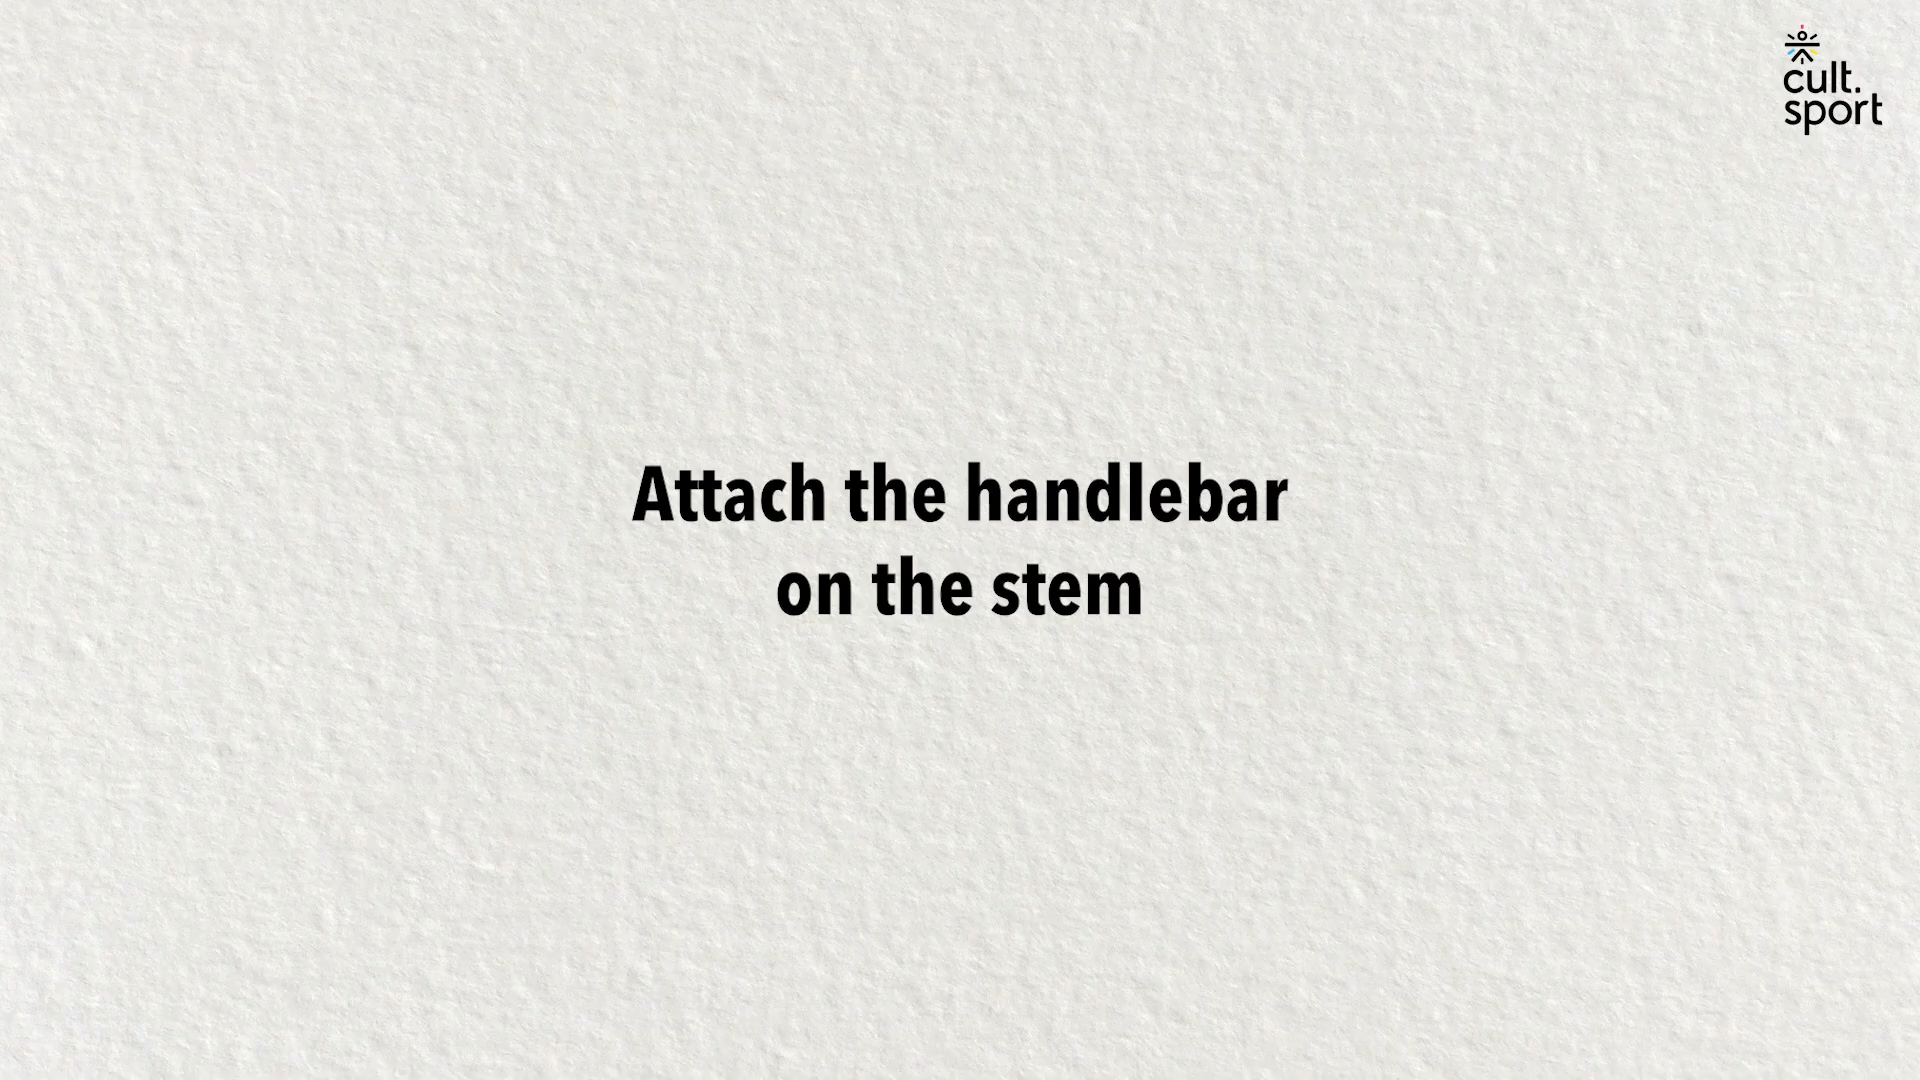 cult.
sport
Attach the handlebar
on the stem